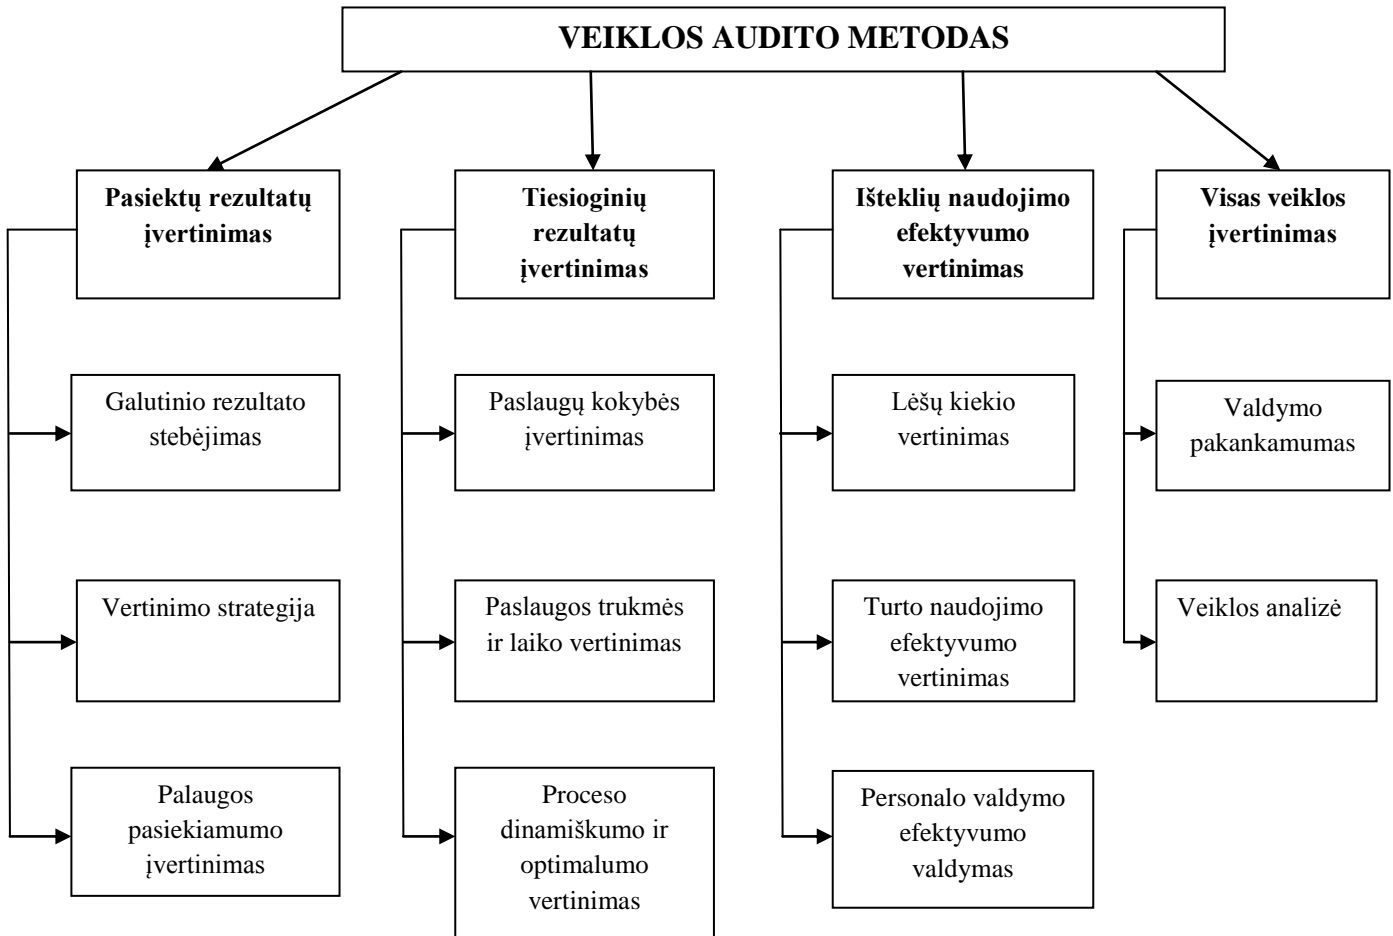 VEIKLOS AUDITO METODAS
Pasiektų rezultatų
įvertinimas
Tiesioginių
rezultatų
įvertinimas
Išteklių naudojimo
efektyvumo
vertinimas
Visas veiklos
įvertinimas
Galutinio rezultato
stebėjimas
Paslaugų kokybės
įvertinimas
Lėšų kiekio
vertinimas
Valdymo
pakankamumas
Vertinimo strategija
Paslaugos trukmės
ir laiko vertinimas
Turto naudojimo
efektyvumo
vertinimas
Veiklos analizė
Palaugos
pasiekiamumo
įvertinimas
Proceso
dinamiškumo ir
optimalumo
vertinimas
Personalo valdymo
efektyvumo
valdymas